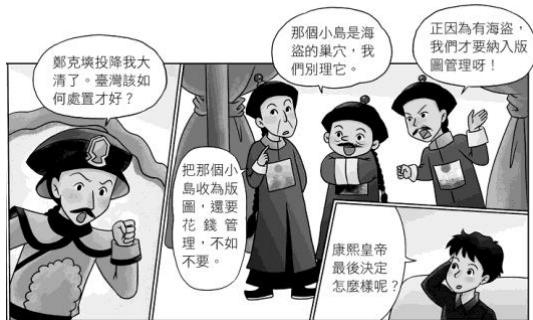 鄭克塽投降我大
清了。臺灣該如
何處置才好？
把那個小
島收為版
圖，還要
花錢管
理，不如
不要。
那個小島是海
盜的巢穴，我
們別理它。
正因為有海盜，
我們才要納入版
圖管理呀！
康熙皇帝
最後決定
怎麼樣呢？